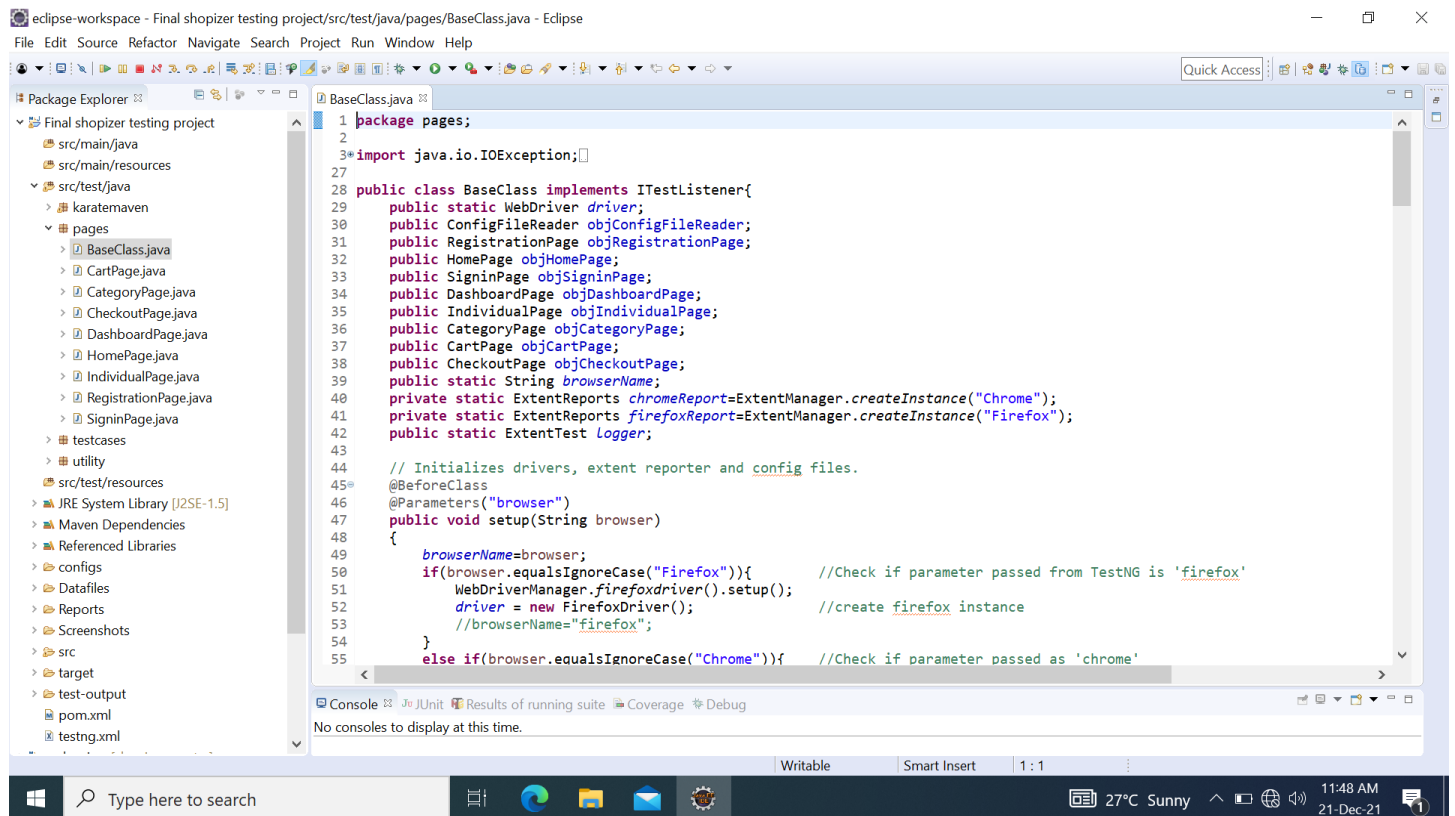 eclipse-workspace - Final shopizer testing project/src/test/java/pages/BaseClass.java - Eclipse
File Edit Source Refactor Navigate Search Project Run Window Help
Quick Access
Package Explorer
Final shopizer testing project
src/main/java
src/main/resources
src/test/java
karatemaven
pages
BaseClass.java
CartPage.java
CategoryPage.java
CheckoutPage.java
DashboardPage.java
HomePage.java
IndividualPage.java
RegistrationPage.java
SigninPage.java
testcases
utility
src/test/resources
JRE System Library [J2SE-1.5]
Maven Dependencies
Referenced Libraries
configs
Datafiles
Reports
Screenshots
src
target
test-output
pom.xml
testng.xml
BaseClass.java
1 package pages;
2
3 import java.io.IOException;
27
28 public class BaseClass implements ITestListener{
29 public static WebDriver driver;
30 public ConfigFileReader objConfigFileReader;
31 public RegistrationPage objRegistrationPage;
32 public HomePage objHomePage;
33 public SigninPage objSigninPage;
34 public DashboardPage objDashboardPage;
35 public IndividualPage objIndividualPage;
36 public CategoryPage objCategoryPage;
37 public CartPage objCartPage;
38 public CheckoutPage objCheckoutPage;
39 public static String browserName;
40 private static ExtentReports chromeReport=ExtentManager.createInstance("Chrome");
41 private static ExtentReports firefoxReport=ExtentManager.createInstance("Firefox");
42 public static ExtentTest logger;
43
44 // Initializes drivers, extent reporter and config files.
45 @BeforeClass
46 @Parameters("browser")
47 public void setup(String browser)
48 {
49 browserName=browser;
50 if(browser.equalsIgnoreCase("Firefox")){ //Check if parameter passed from TestNG is 'firefox'
51 WebDriverManager.firefoxdriver().setup();
52 driver = new FirefoxDriver(); //create firefox instance
53 //browserName="firefox";
54 }
55 else if(browser.equalsIgnoreCase("Chrome")){ //Check if parameter passed as 'chrome'
Console JUnit Results of running suite Coverage Debug
No consoles to display at this time.
Writable Smart Insert 1 : 1
Type here to search
27°C Sunny
11:48 AM
21-Dec-21
1